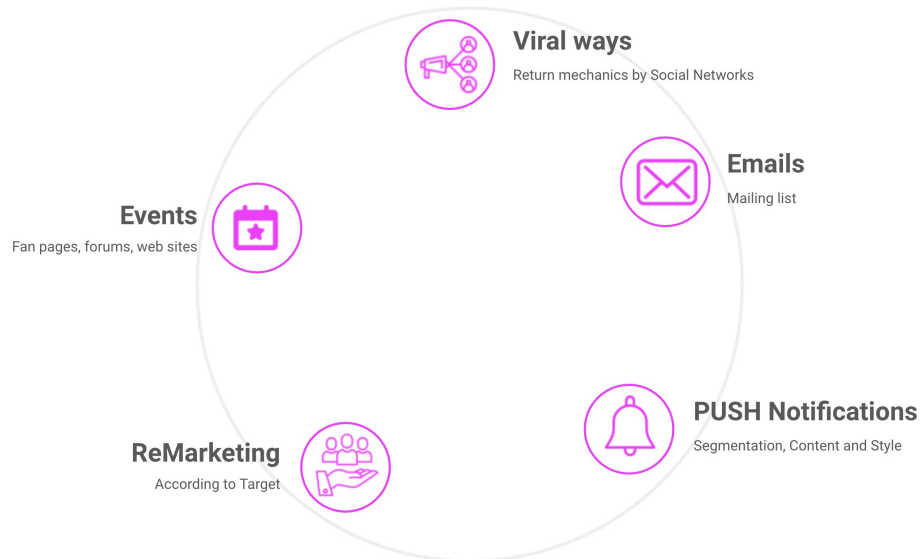 Viral ways
Return mechanics by Social Networks
Emails
Mailing list
Events
Fan pages, forums, web sites
PUSH Notifications
Segmentation, Content and Style
ReMarketing
According to Target